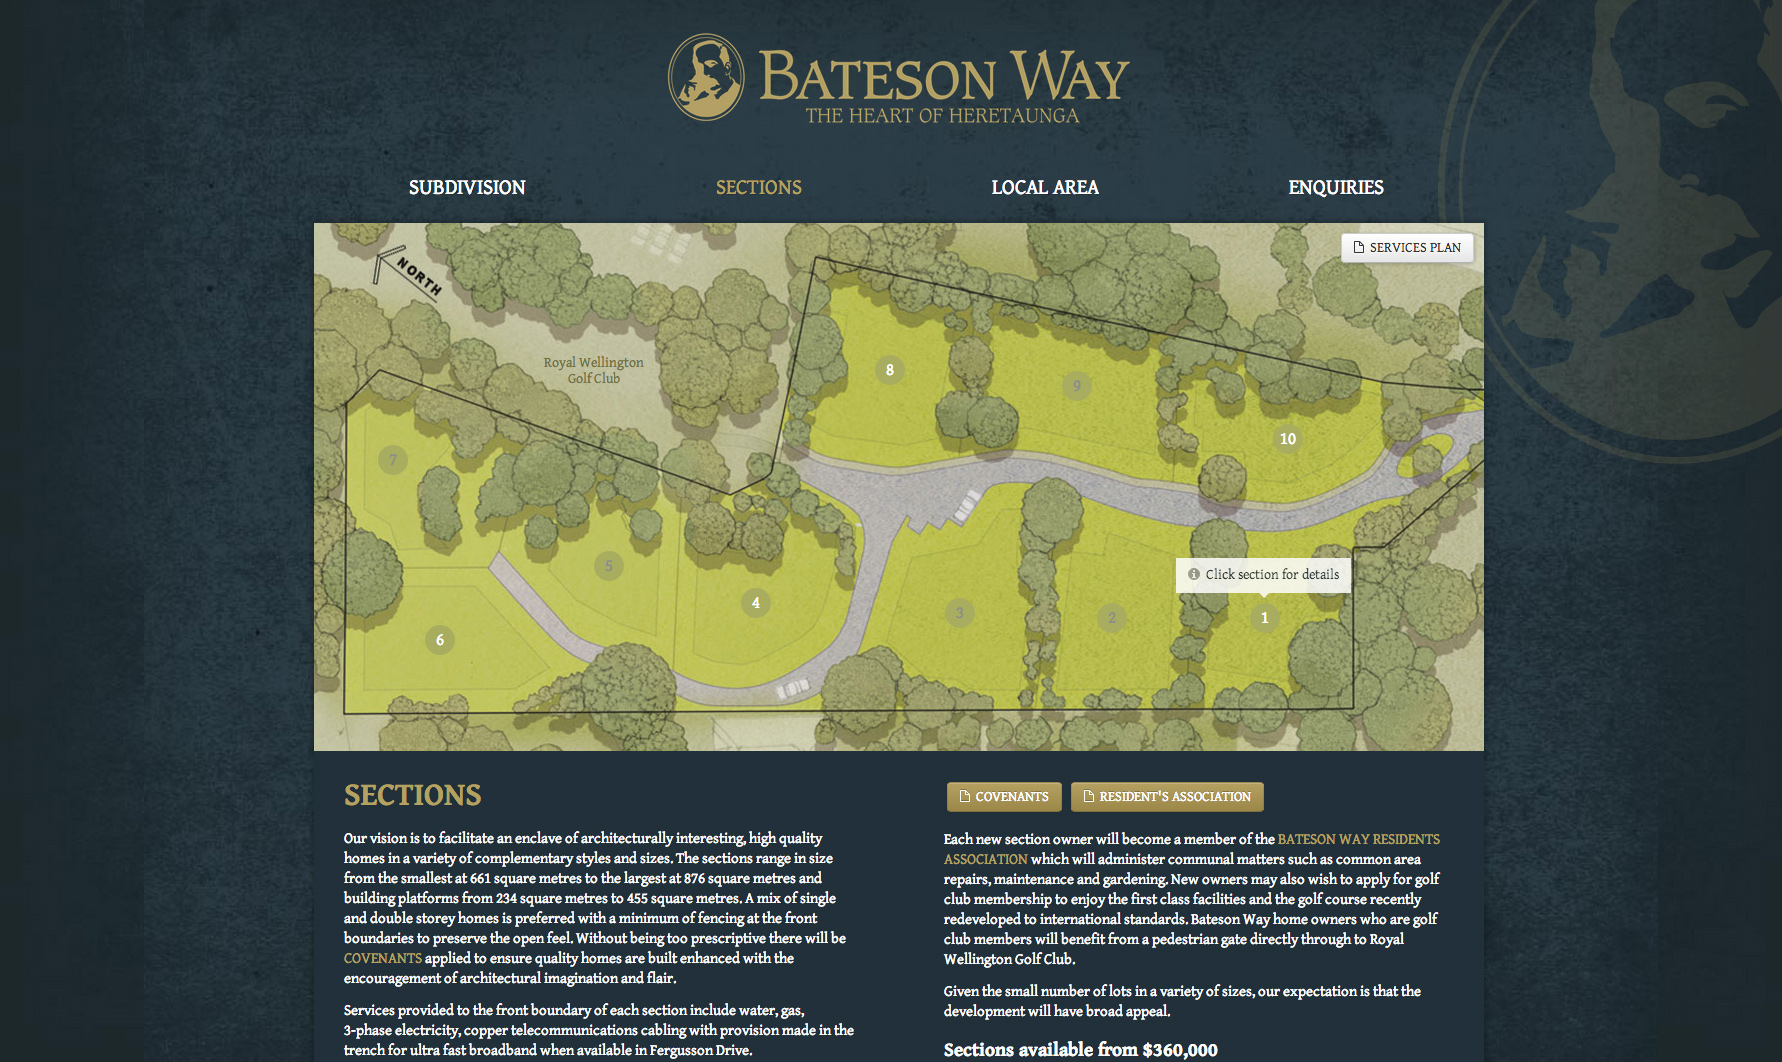 BATESON WAY
THE HEART OF HERETAUNGA
SUBDIVISION
SECTIONS
LOCAL AREA
ENQUIRIES
SERVICES PLAN
NORTH
Royal Wellington
Golf Club
8
9
10
7
5
4
6
3
2
Click section for details
1
SECTIONS
Our vision is to facilitate an enclave of architecturally interesting, high quality
homes in a variety of complementary styles and sizes. The sections range in size
from the smallest at 661 square metres to the largest at 876 square metres and
building platforms from 234 square metres to 455 square metres. A mix of single
and double storey homes is preferred with a minimum of fencing at the front
boundaries to preserve the open feel. Without being too prescriptive there will be
COVENANTS applied to ensure quality homes are built enhanced with the
encouragement of architectural imagination and flair.
Services provided to the front boundary of each section include water, gas,
3-phase electricity, copper telecommunications cabling with provision made in the
trench for ultra fast broadband when available in Fergusson Drive.
COVENANTS
RESIDENT'S ASSOCIATION
Each new section owner will become a member of the BATESON WAY RESIDENTS
ASSOCIATION which will administer communal matters such as common area
repairs, maintenance and gardening. New owners may also wish to apply for golf
club membership to enjoy the first class facilities and the golf course recently
redeveloped to international standards. Bateson Way home owners who are golf
club members will benefit from a pedestrian gate directly through to Royal
Wellington Golf Club.
Given the small number of lots in a variety of sizes, our expectation is that the
development will have broad appeal.
Sections available from $360,000